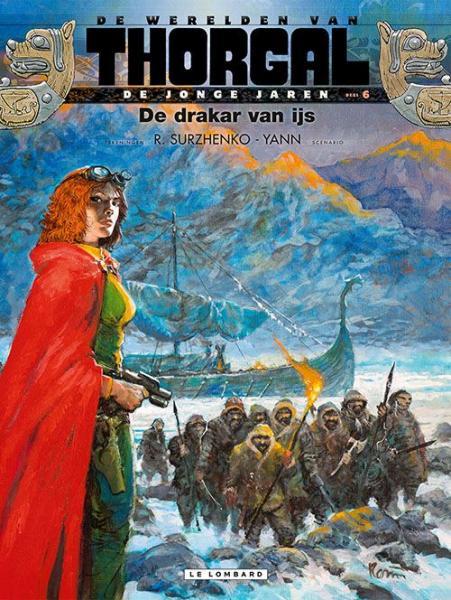 DE WERELDEN VAN
THORGAL
DE JONGE JAREN DEEL 6
De drakar van ijs
TEKENINGEN R. SURZHENKO - YANN SCENARIO
LE LOMBARD